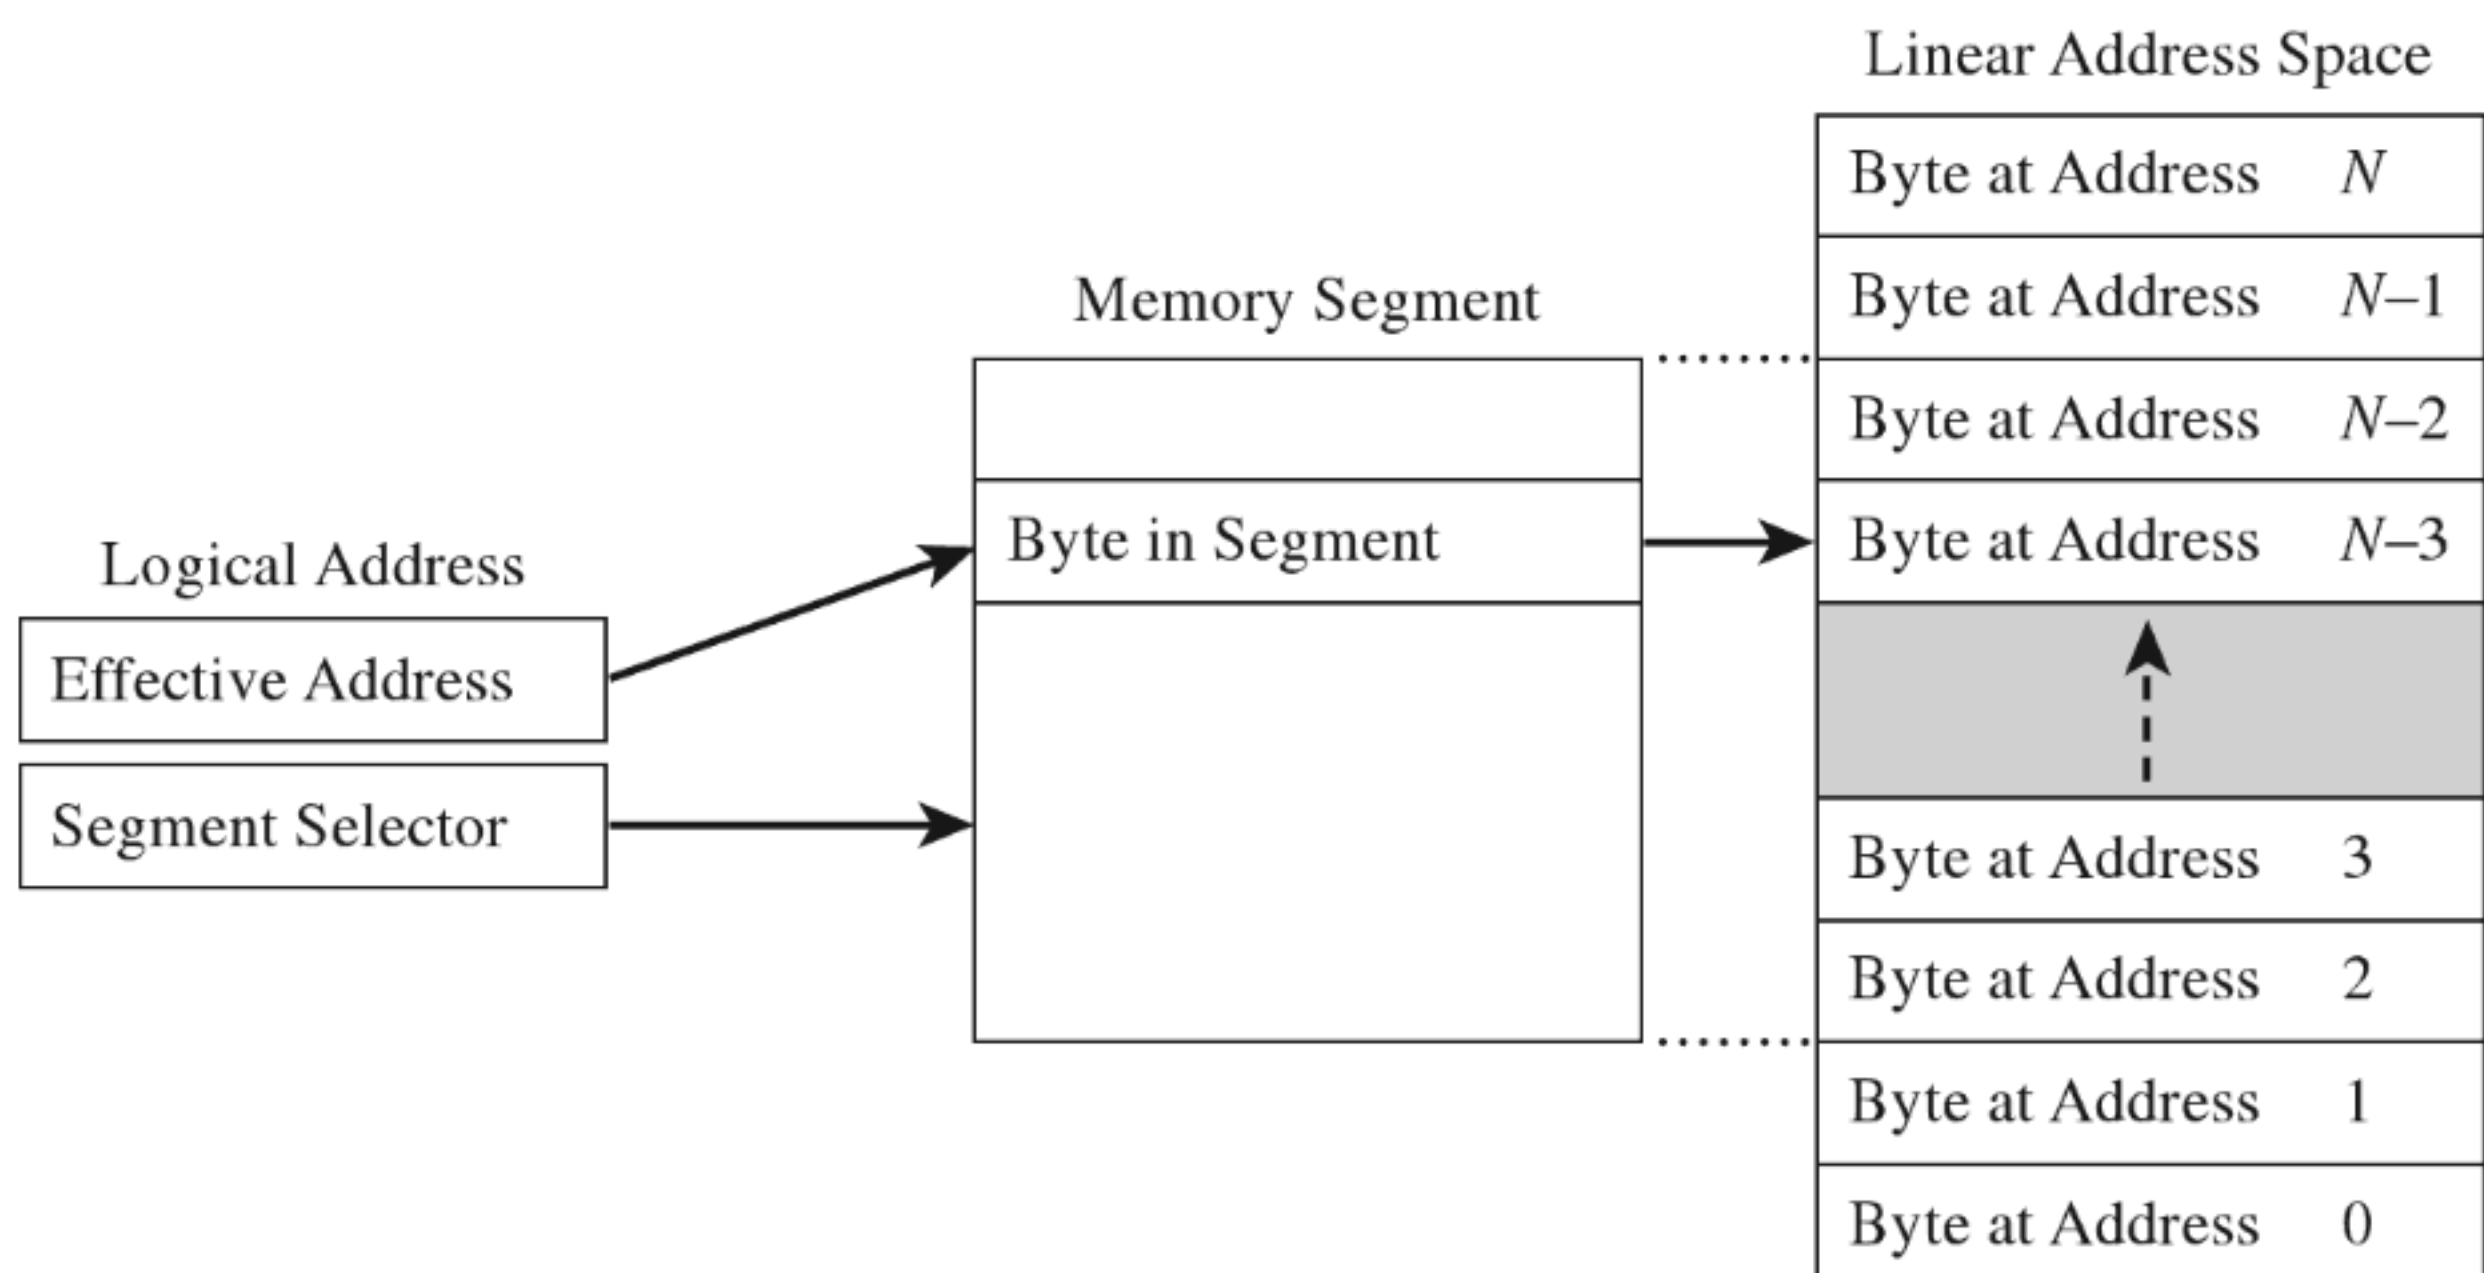 Linear Address Space
Byte at Address N
Byte at Address N–1
Memory Segment
Byte at Address N–2
Byte in Segment
Byte at Address N–3
Logical Address
Effective Address
Segment Selector
Byte at Address 3
Byte at Address 2
Byte at Address 1
Byte at Address 0